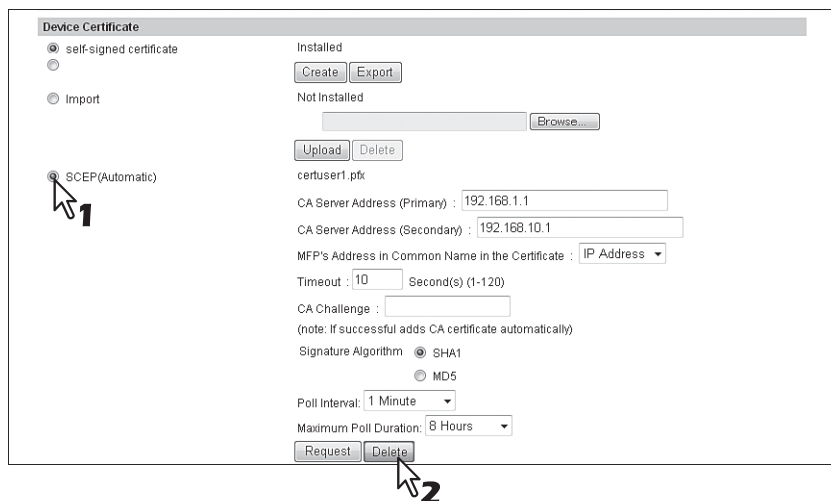 Device Certificate
self-signed certificate Installed
Create Export
Import Not Installed
Browse...
Upload Delete
SCEP(Automatic) certuser1.pfx
1
CA Server Address (Primary) : 192.168.1.1
CA Server Address (Secondary) : 192.168.10.1
MFP's Address in Common Name in the Certificate : IP Address
Timeout : 10 Second(s) (1-120)
CA Challenge :
(note: If successful adds CA certificate automatically)
Signature Algorithm SHA1
MD5
Poll Interval: 1 Minute
Maximum Poll Duration: 8 Hours
Request Delete
2